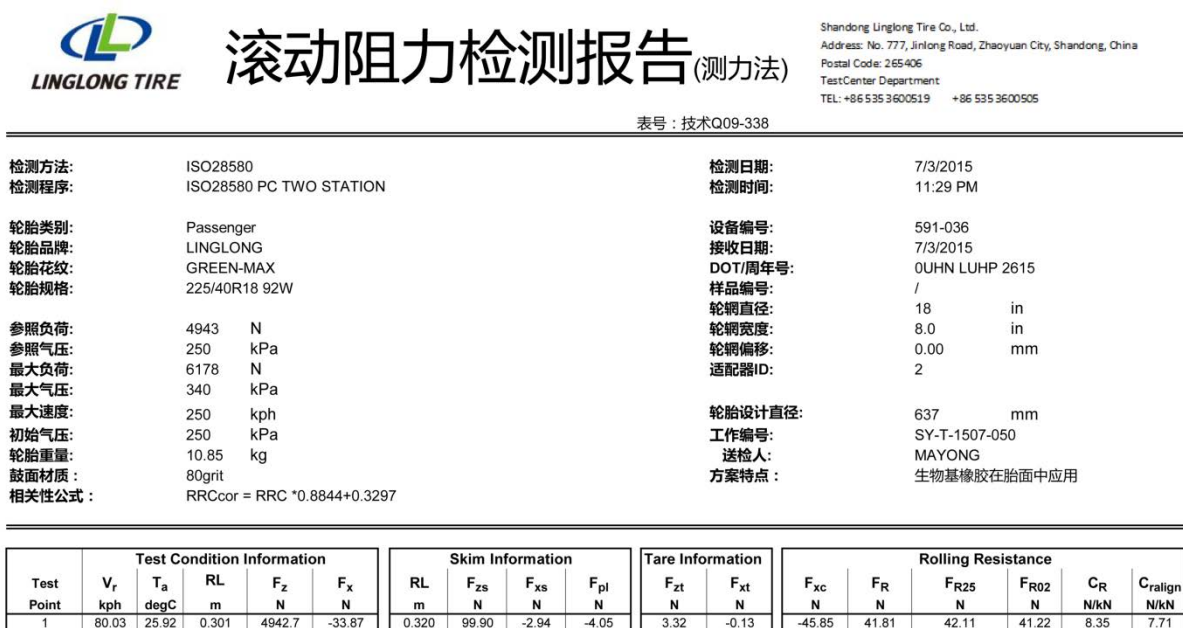 LINGLONG TIRE
滚动阻力检测报告(测力法)
Shandong Linglong Tire Co., Ltd.
Address: No. 777, Jinlong Road, Zhaoyuan City, Shandong, China
Postal Code: 265406
TestCenter Department
TEL: +86 535 3600519 +86 535 3600505
表号：技术Q09-338
检测方法: ISO28580 检测日期: 7/3/2015
检测程序: ISO28580 PC TWO STATION 检测时间: 11:29 PM
轮胎类别: Passenger 设备编号: 591-036
轮胎品牌: LINGLONG 接收日期: 7/3/2015
轮胎花纹: GREEN-MAX DOT/周年号: 0UHN LUHP 2615
轮胎规格: 225/40R18 92W 样品编号: /
轮辋直径: 18 in
参照负荷: 4943 N 轮辋宽度: 8.0 in
参照气压: 250 kPa 轮辋偏移: 0.00 mm
最大负荷: 6178 N 适配器ID: 2
最大气压: 340 kPa
最大速度: 250 kph 轮胎设计直径: 637 mm
初始气压: 250 kPa 工作编号: SY-T-1507-050
轮胎重量: 10.85 kg 送检人: MAYONG
鼓面材质： 80grit 方案特点： 生物基橡胶在胎面中应用
相关性公式： RRCcor = RRC *0.8844+0.3297
Test Condition Information Skim Information Tare Information Rolling Resistance
Test Vr Ta RL Fz Fx RL Fzs Fxs Fpl Fzt Fxt Fxc FR FR25 FR02 CR Cralign
Point kph degC m N N m N N N N N N N N N N/kN N/kN
1 80.03 25.92 0.301 4942.7 -33.87 0.320 99.90 -2.94 -4.05 3.32 -0.13 -45.85 41.81 42.11 41.22 8.35 7.71